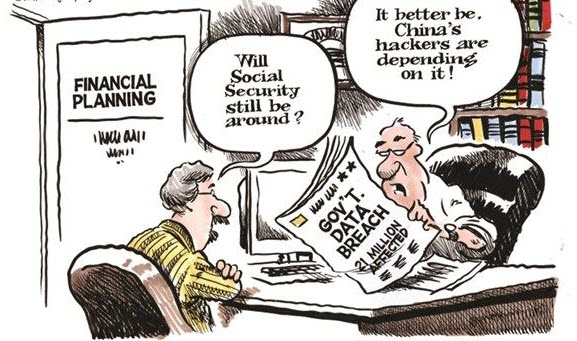 Will
Social
Security
still be
around?
It better be.
China's
hackers are
depending
on it!
FINANCIAL
PLANNING
GOV'T.
DATA
BREACH
21 MILLION
AFFECTED